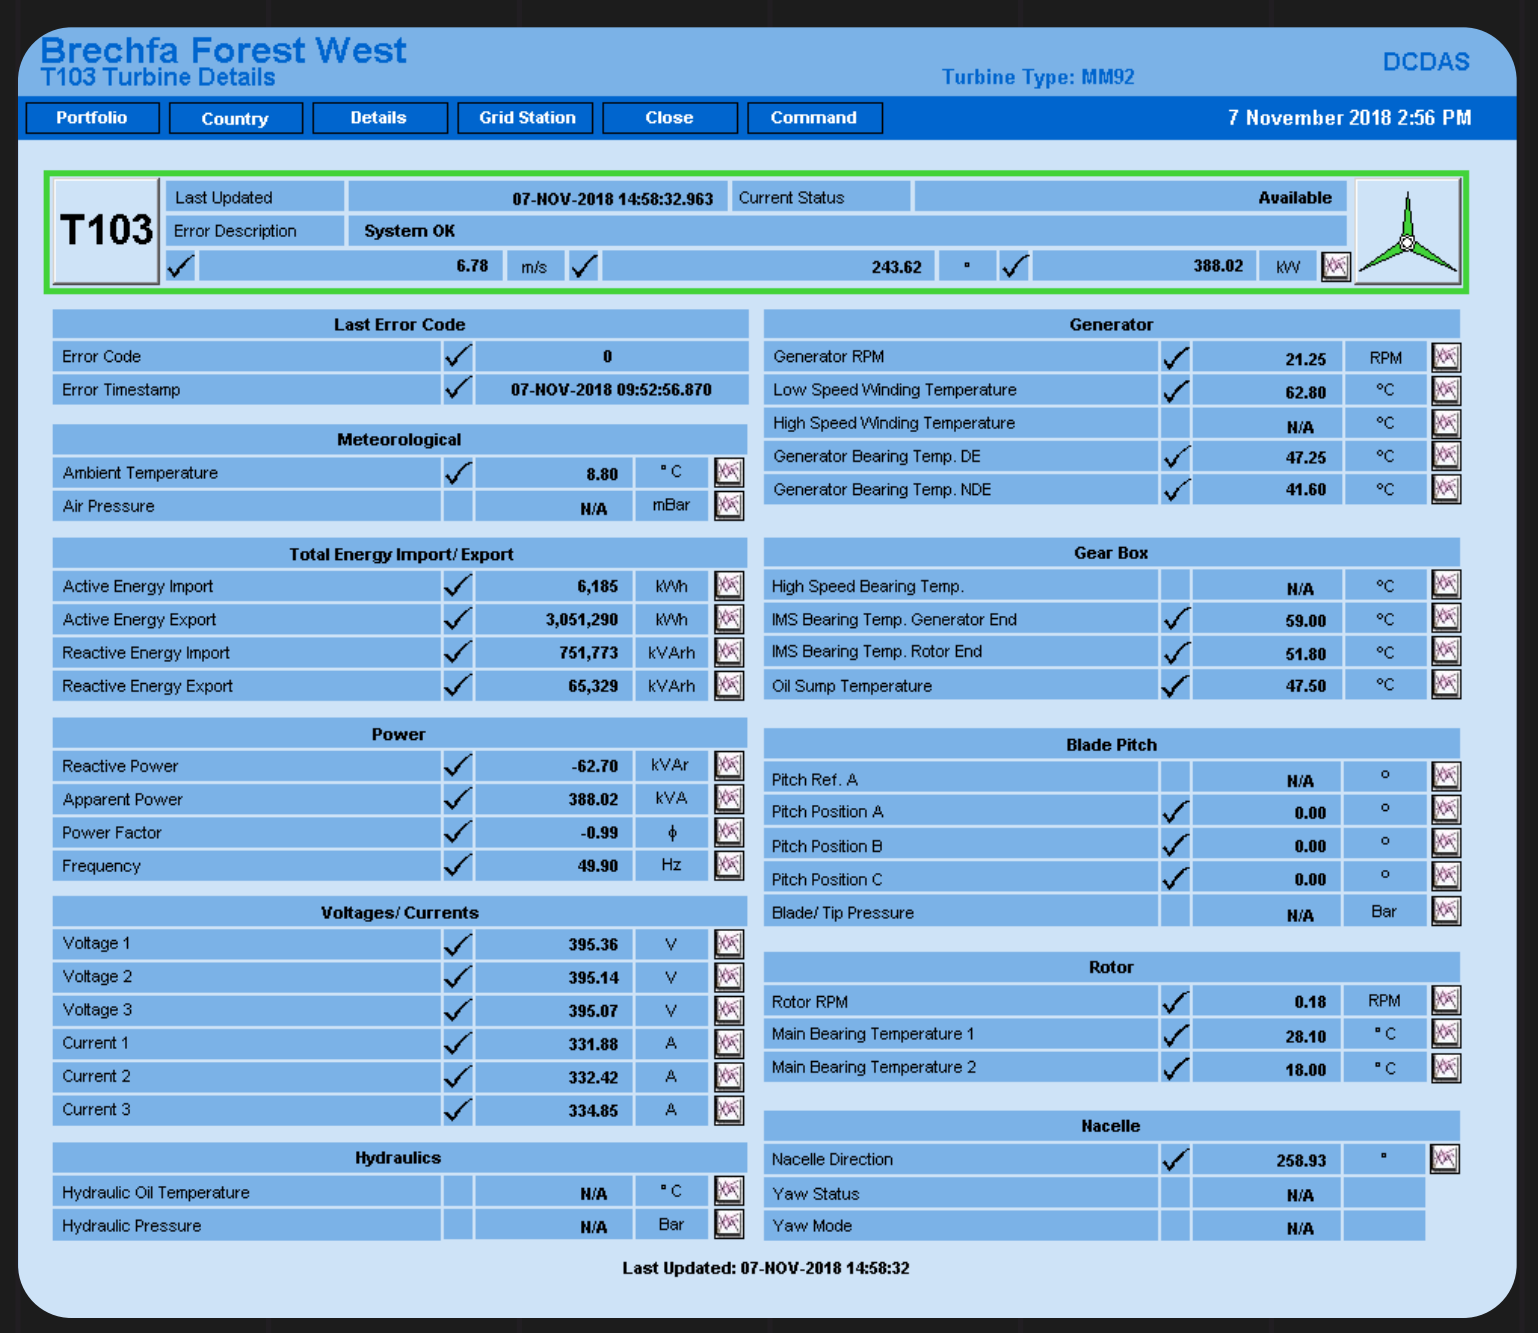 Brechfa Forest West
T103 Turbine Details
Turbine Type: MM92
DCDAS
Portfolio Country Details Grid Station Close Command 7 November 2018 2:56 PM
T103
Last Updated 07-NOV-2018 14:58:32.963 Current Status Available
Error Description System OK
6.78 m/s 243.62 ° 388.02 kW
Last Error Code
Error Code 0
Error Timestamp 07-NOV-2018 09:52:56.870
Meteorological
Ambient Temperature 8.80 °C
Air Pressure N/A mBar
Total Energy Import/Export
Active Energy Import 6,185 kWh
Active Energy Export 3,051,290 kWh
Reactive Energy Import 751,773 kVArh
Reactive Energy Export 65,329 kVArh
Power
Reactive Power -62.70 kVAr
Apparent Power 388.02 kVA
Power Factor -0.99 ϕ
Frequency 49.90 Hz
Voltages/Currents
Voltage 1 395.36 V
Voltage 2 395.14 V
Voltage 3 395.07 V
Current 1 331.88 A
Current 2 332.42 A
Current 3 334.85 A
Hydraulics
Hydraulic Oil Temperature N/A °C
Hydraulic Pressure N/A Bar
Generator
Generator RPM 21.25 RPM
Low Speed Winding Temperature 62.80 °C
High Speed Winding Temperature N/A °C
Generator Bearing Temp. DE 47.25 °C
Generator Bearing Temp. NDE 41.60 °C
Gear Box
High Speed Bearing Temp. N/A °C
IMS Bearing Temp. Generator End 59.00 °C
IMS Bearing Temp. Rotor End 51.80 °C
Oil Sump Temperature 47.50 °C
Blade Pitch
Pitch Ref. A N/A °
Pitch Position A 0.00 °
Pitch Position B 0.00 °
Pitch Position C 0.00 °
Blade/Tip Pressure N/A Bar
Rotor
Rotor RPM 0.18 RPM
Main Bearing Temperature 1 28.10 °C
Main Bearing Temperature 2 18.00 °C
Nacelle
Nacelle Direction 258.93 °
Yaw Status N/A
Yaw Mode N/A
Last Updated: 07-NOV-2018 14:58:32